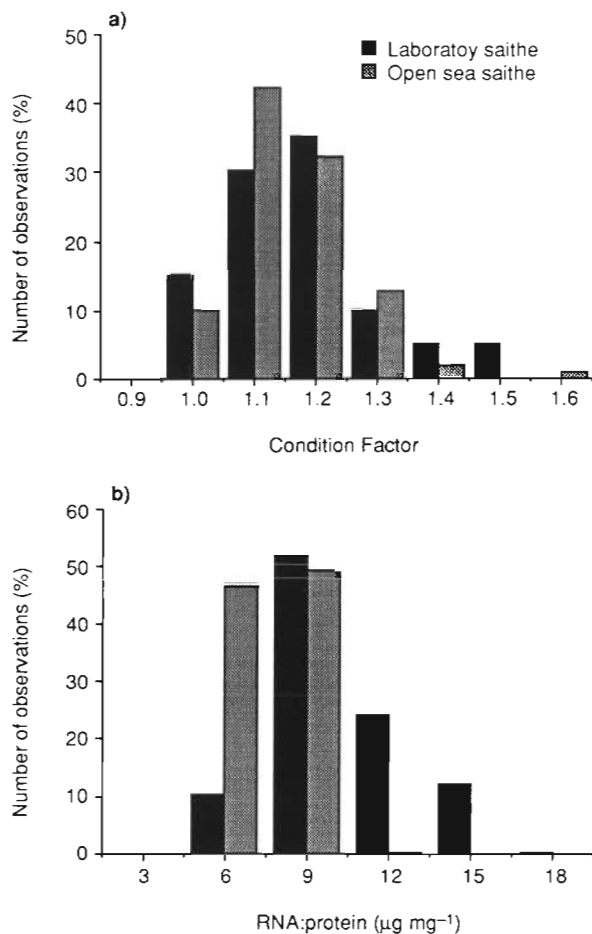 a)
50
40
30
20
10
0
Number of observations (%)
Laboratoy saithe
Open sea saithe
0.9 1.0 1.1 1.2 1.3 1.4 1.5 1.6
Condition Factor
b)
60
50
40
30
20
10
0
Number of observations (%)
3 6 9 12 15 18
RNA:protein (µg mg⁻¹)